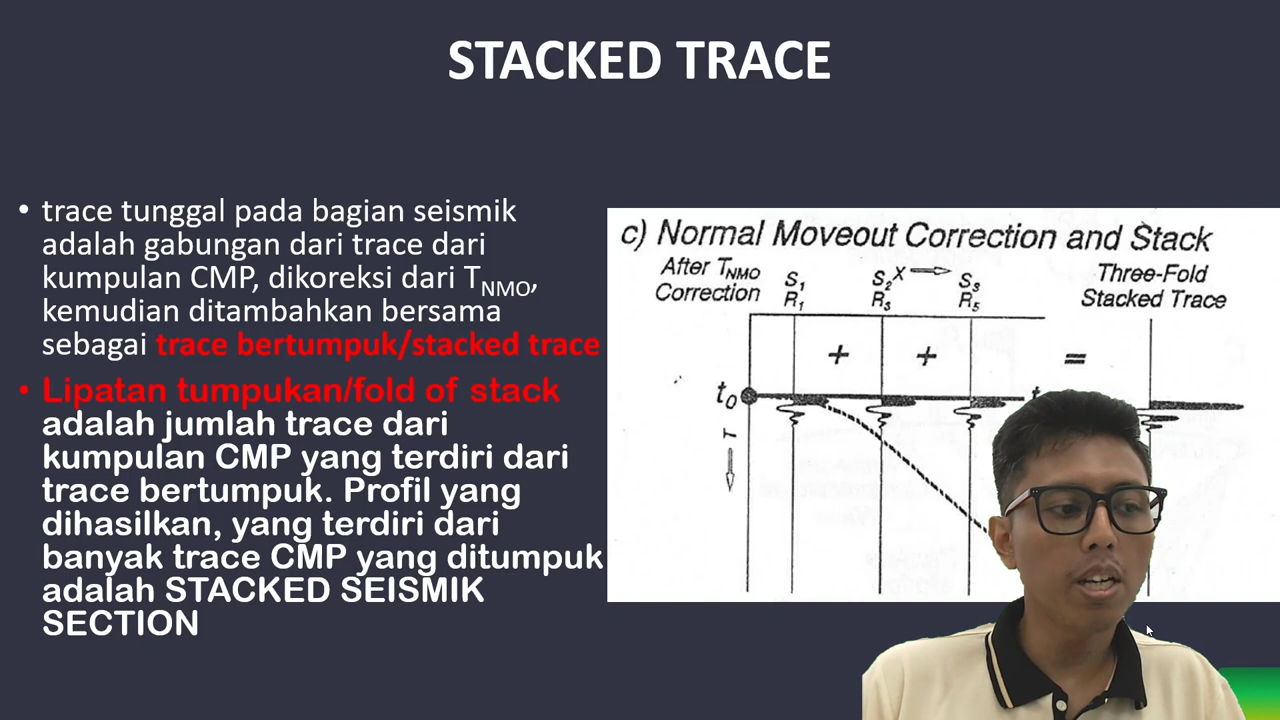 STACKED TRACE
• trace tunggal pada bagian seismik
adalah gabungan dari trace dari
kumpulan CMP, dikoreksi dari TNMO,
kemudian ditambahkan bersama
sebagai trace bertumpuk/stacked trace
• Lipatan tumpukan/fold of stack
adalah jumlah trace dari
kumpulan CMP yang terdiri dari
trace bertumpuk. Profil yang
dihasilkan, yang terdiri dari
banyak trace CMP yang ditumpuk
adalah STACKED SEISMIK
SECTION
c) Normal Moveout Correction and Stack
After TNMO
Correction
S1 S2 X S3
R1 R3 R5
Three-Fold
Stacked Trace
+ + =
t0
T